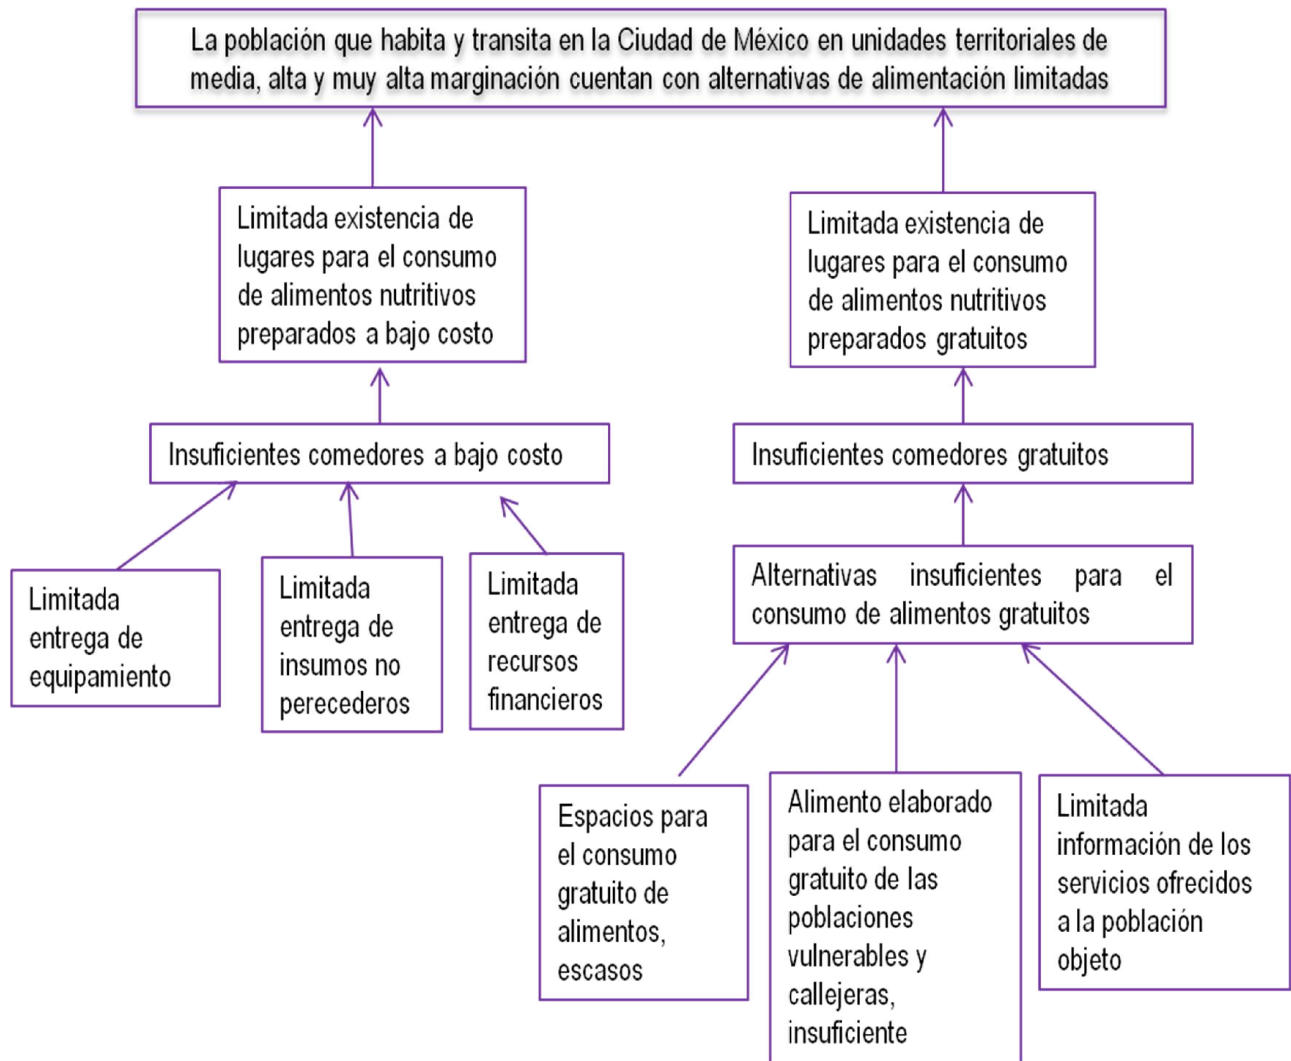 La población que habita y transita en la Ciudad de México en unidades territoriales de
media, alta y muy alta marginación cuentan con alternativas de alimentación limitadas
Limitada existencia de
lugares para el consumo
de alimentos nutritivos
preparados a bajo costo
Limitada existencia de
lugares para el consumo
de alimentos nutritivos
preparados gratuitos
Insuficientes comedores a bajo costo
Insuficientes comedores gratuitos
Limitada
entrega de
equipamiento
Limitada
entrega de
insumos no
perecederos
Limitada
entrega de
recursos
financieros
Alternativas insuficientes para el
consumo de alimentos gratuitos
Espacios para
el consumo
gratuito de
alimentos,
escasos
Alimento elaborado
para el consumo
gratuito de las
poblaciones
vulnerables y
callejeras,
insuficiente
Limitada
información de los
servicios ofrecidos
a la población
objeto